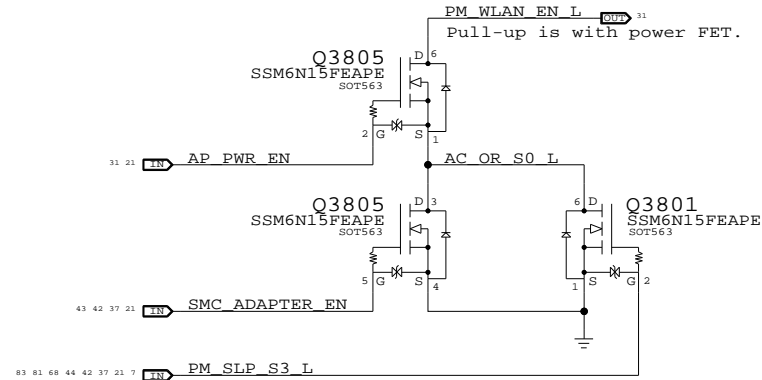 PM_WLAN_EN_L OUT 31
Pull-up is with power FET.
Q3805
SSM6N15FEAPE
SOT563
D 6
2 G S 1
31 21 IN AP_PWR_EN
AC_OR_S0_L
Q3805
SSM6N15FEAPE
SOT563
D 3
5 G S 4
6 D
Q3801
SSM6N15FEAPE
SOT563
1 S G 2
43 42 37 21 IN SMC_ADAPTER_EN
83 81 68 44 42 37 21 7 IN PM_SLP_S3_L